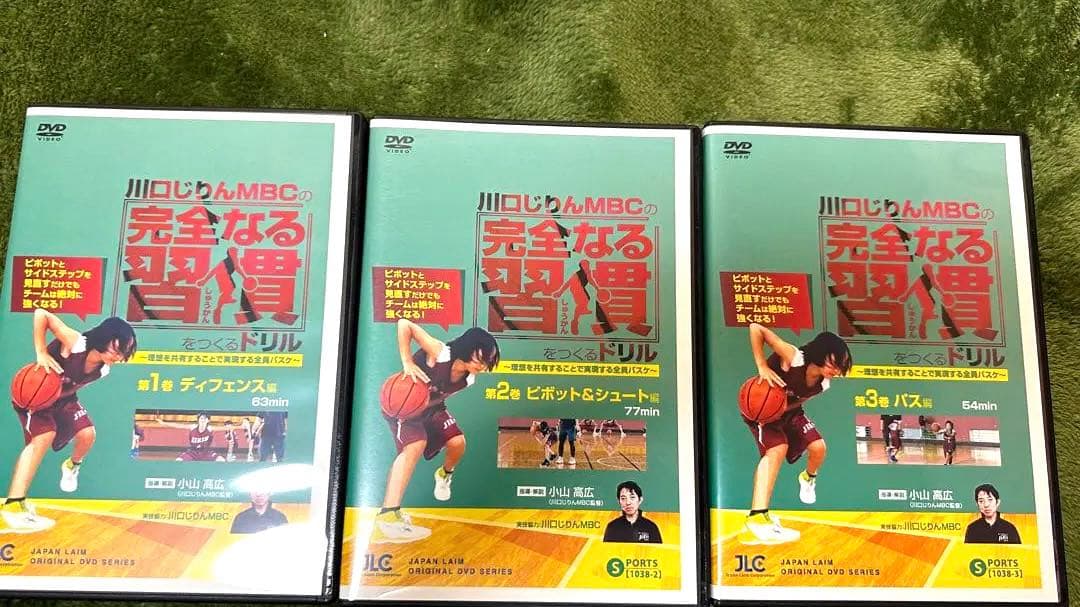 DVD
VIDEO
川口じりんMBCの
完全なる
習慣
しゅうかん
をつくるドリル
ピボットと
サイドステップを
見直すだけでも
チームは絶対に
強くなる!
～理想を共有することで実現する全員バスケ～
第1巻 ディフェンス編
63min
指導・解説 小山 高広
(川口じりんMBC監督)
実技協力:川口じりんMBC
JLC
JAPAN LAIM
ORIGINAL DVD SERIES
DVD
VIDEO
川口じりんMBCの
完全なる
習慣
しゅうかん
をつくるドリル
ピボットと
サイドステップを
見直すだけでも
チームは絶対に
強くなる!
～理想を共有することで実現する全員バスケ～
第2巻 ピボット&シュート編
77min
指導・解説 小山 高広
(川口じりんMBC監督)
実技協力:川口じりんMBC
JLC
Japan Laim Corporation
JAPAN LAIM
ORIGINAL DVD SERIES
SPORTS
[1038-2]
DVD
VIDEO
川口じりんMBCの
完全なる
習慣
しゅうかん
をつくるドリル
ピボットと
サイドステップを
見直すだけでも
チームは絶対に
強くなる!
～理想を共有することで実現する全員バスケ～
第3巻 パス編
54min
指導・解説 小山 高広
(川口じりんMBC監督)
実技協力:川口じりんMBC
JLC
Japan Laim Corporation
JAPAN LAIM
ORIGINAL DVD SERIES
SPORTS
[1038-3]